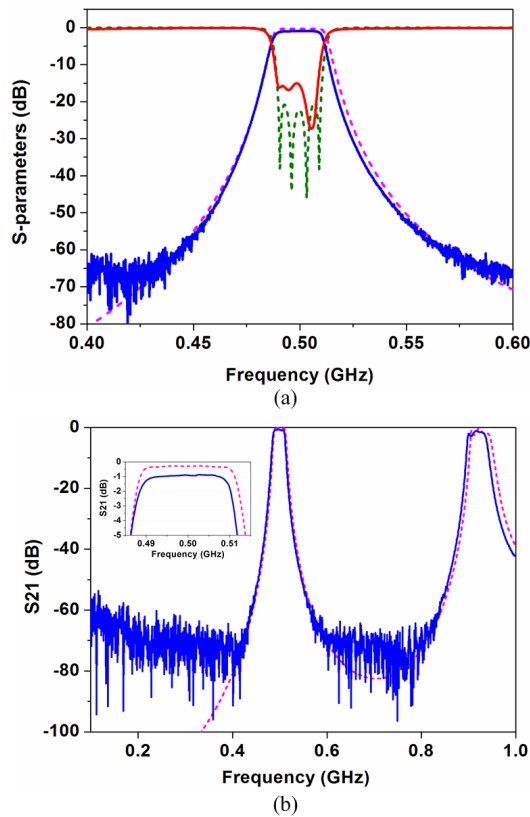 S-parameters (dB)
0
-10
-20
-30
-40
-50
-60
-70
-80
0.40 0.45 0.50 0.55 0.60
Frequency (GHz)
(a)
S21 (dB)
0
-20
-40
-60
-80
-100
S21 (dB)
0
-1
-2
-3
-4
-5
0.49 0.50 0.51
Frequency (GHz)
0.2 0.4 0.6 0.8 1.0
Frequency (GHz)
(b)